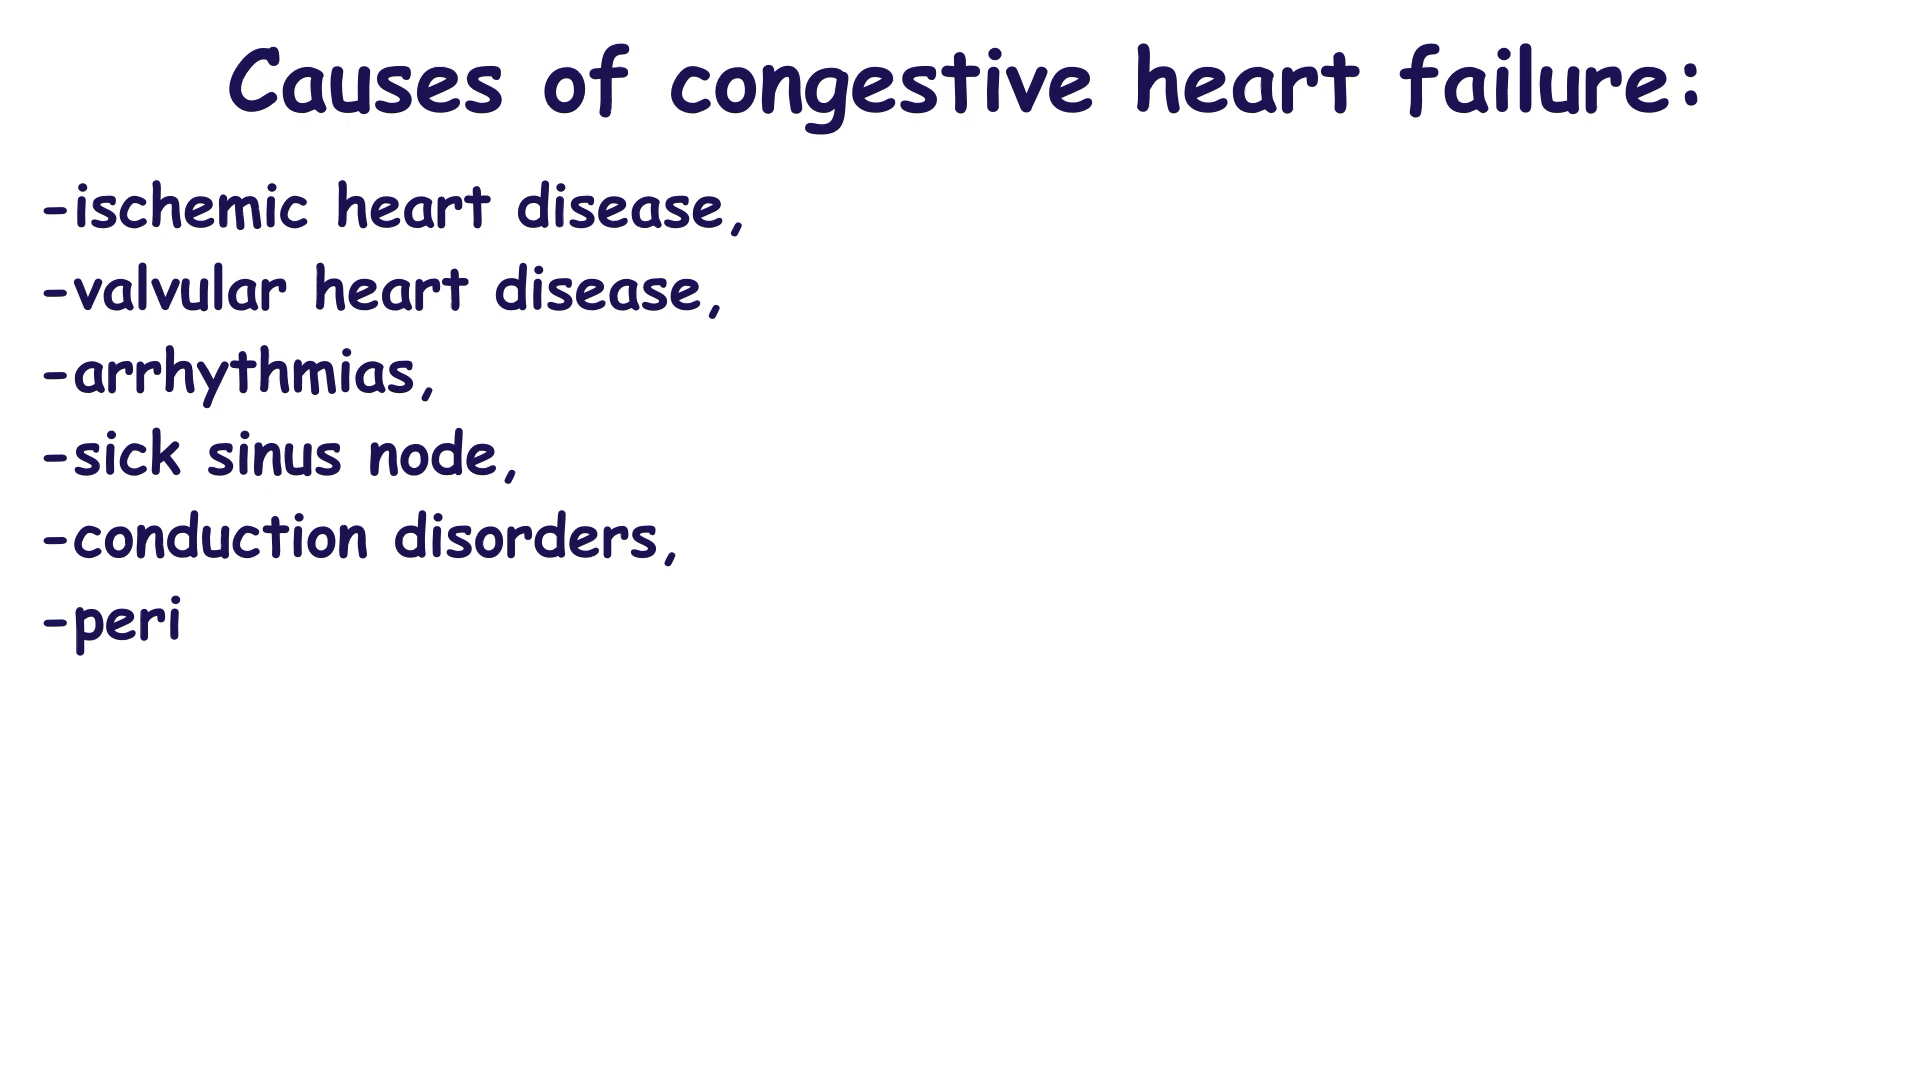 Causes of congestive heart failure:
-ischemic heart disease,
-valvular heart disease,
-arrhythmias,
-sick sinus node,
-conduction disorders,
-peri